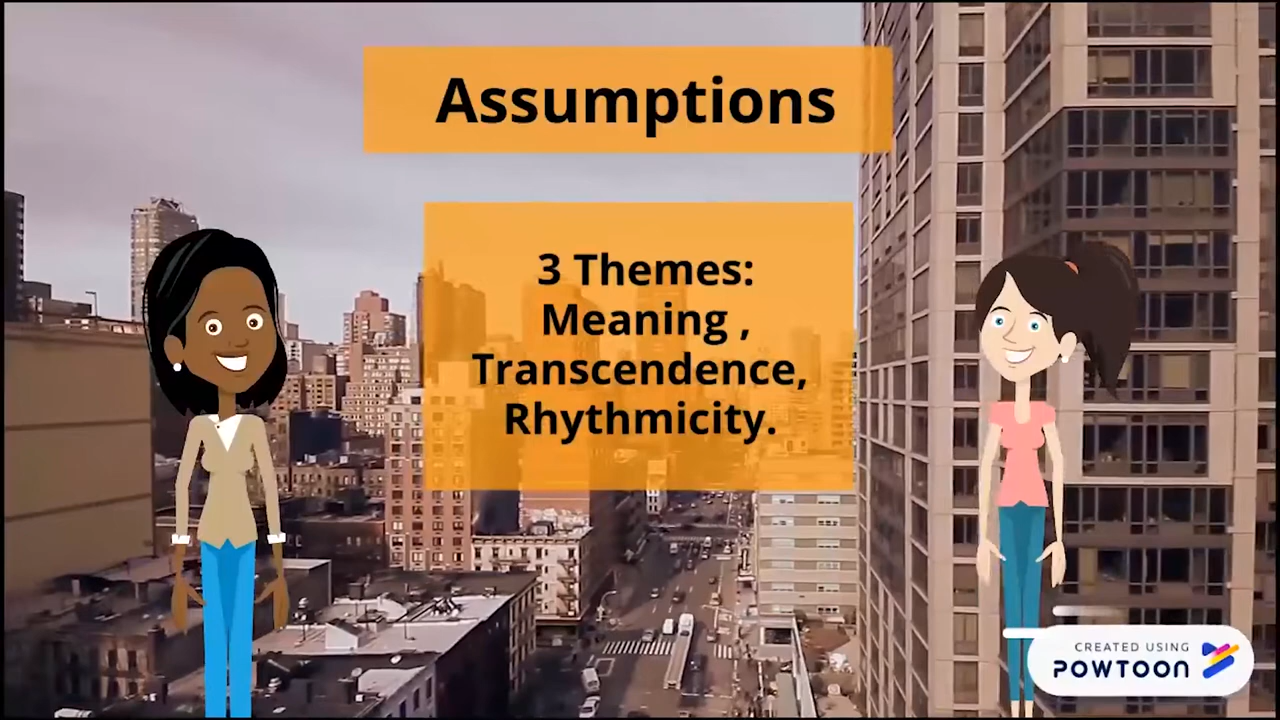 Assumptions
3 Themes:
Meaning ,
Transcendence,
Rhythmicity.
CREATED USING
POWTOON